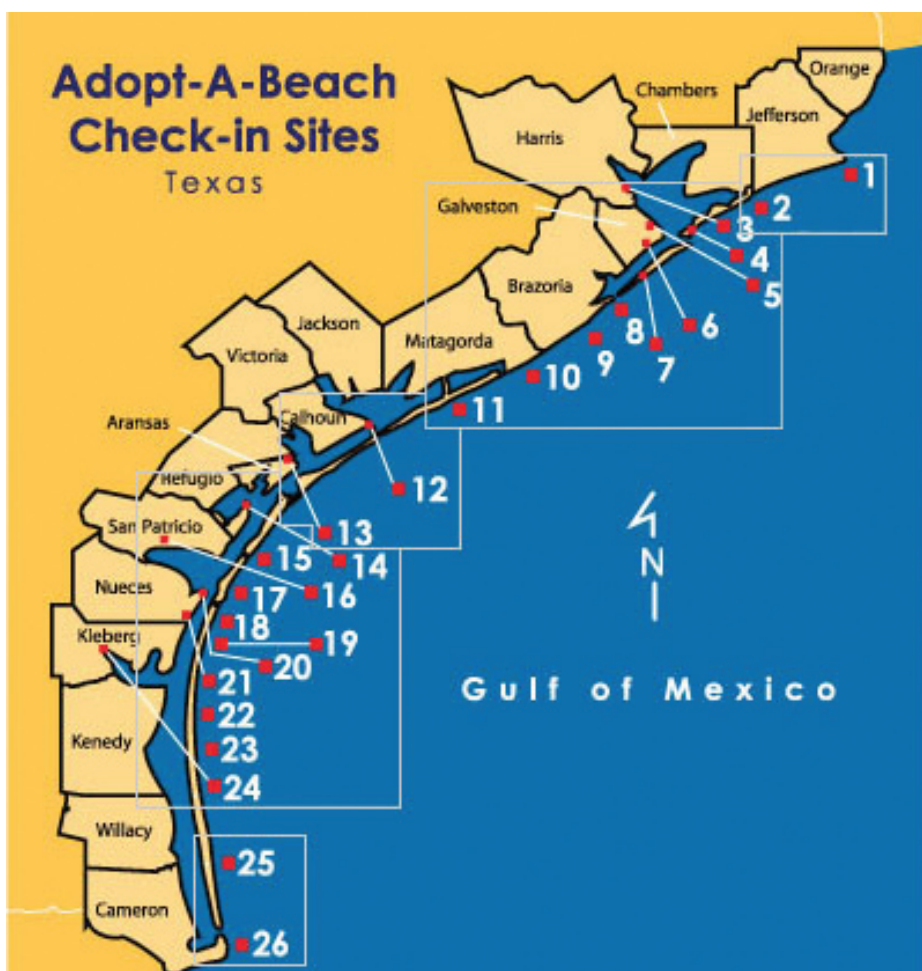 Adopt-A-Beach
Check-in Sites
Texas
Orange
Chambers
Jefferson
Harris
1
Galveston
2
3
4
Brazoria
5
Jackson
8
6
Matagorda
9
7
Victoria
10
11
Calhoun
Aransas
Refugio
12
San Patricio
13
15
14
N
Nueces
17
16
18
Kleberg
19
20
21
Gulf of Mexico
22
Kenedy
23
24
Willacy
25
Cameron
26